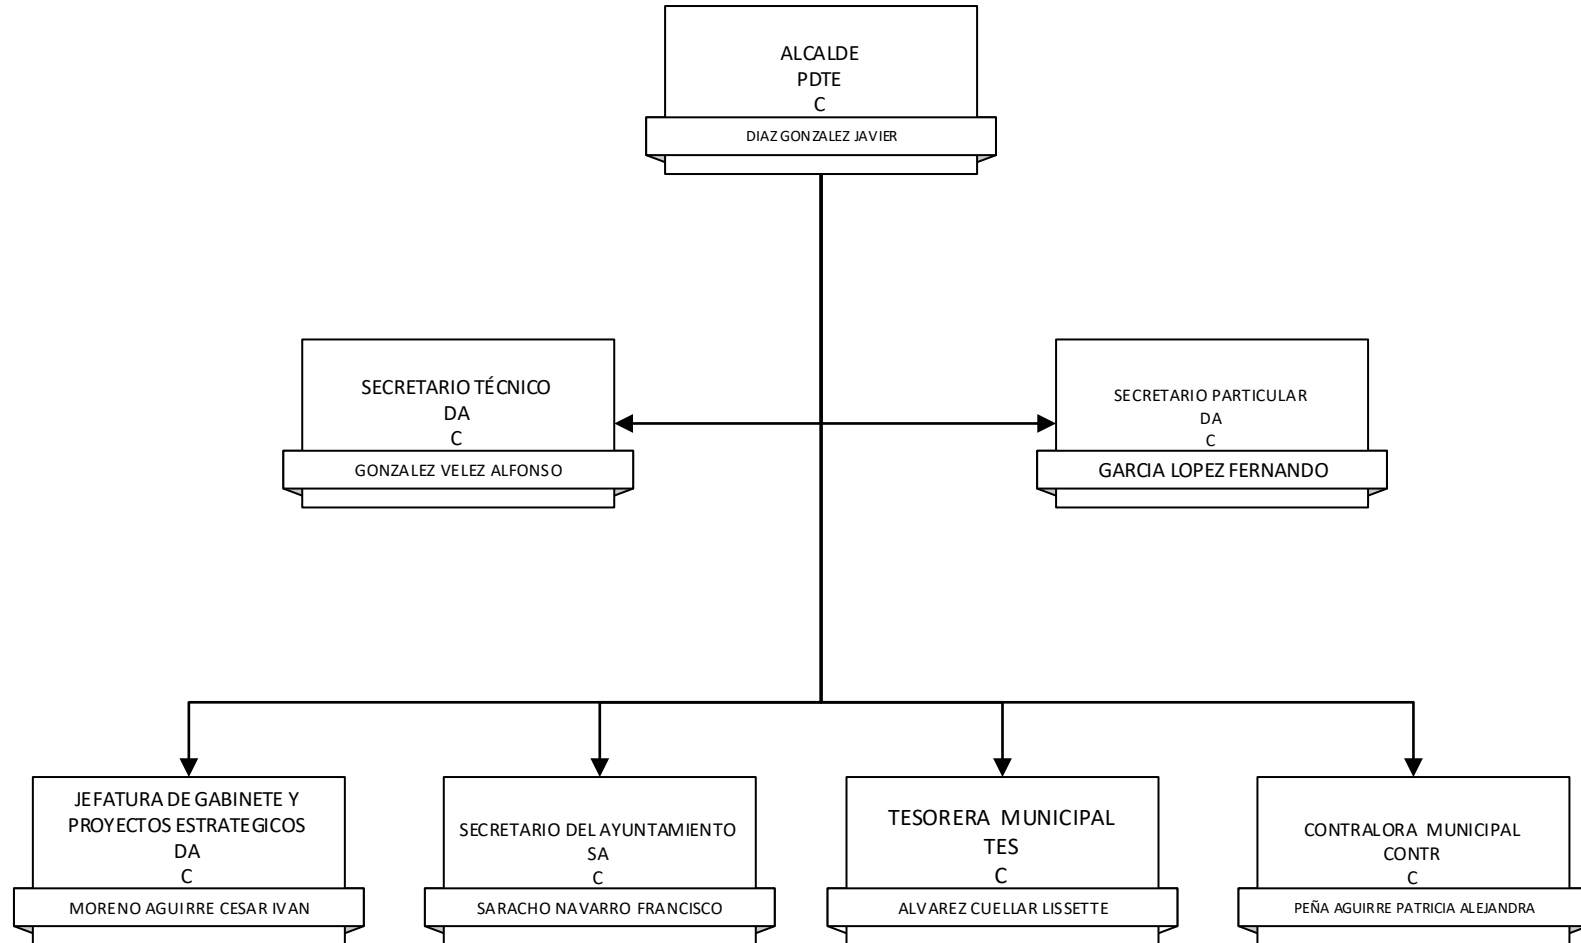 ALCALDE
PDTE
C
DIAZ GONZALEZ JAVIER
SECRETARIO TÉCNICO
DA
C
GONZALEZ VELEZ ALFONSO
SECRETARIO PARTICULAR
DA
C
GARCIA LOPEZ FERNANDO
JEFATURA DE GABINETE Y
PROYECTOS ESTRATEGICOS
DA
C
MORENO AGUIRRE CESAR IVAN
SECRETARIO DEL AYUNTAMIENTO
SA
C
SARACHO NAVARRO FRANCISCO
TESORERA MUNICIPAL
TES
C
ALVAREZ CUELLAR LISSETTE
CONTRALORA MUNICIPAL
CONTR
C
PEÑA AGUIRRE PATRICIA ALEJANDRA